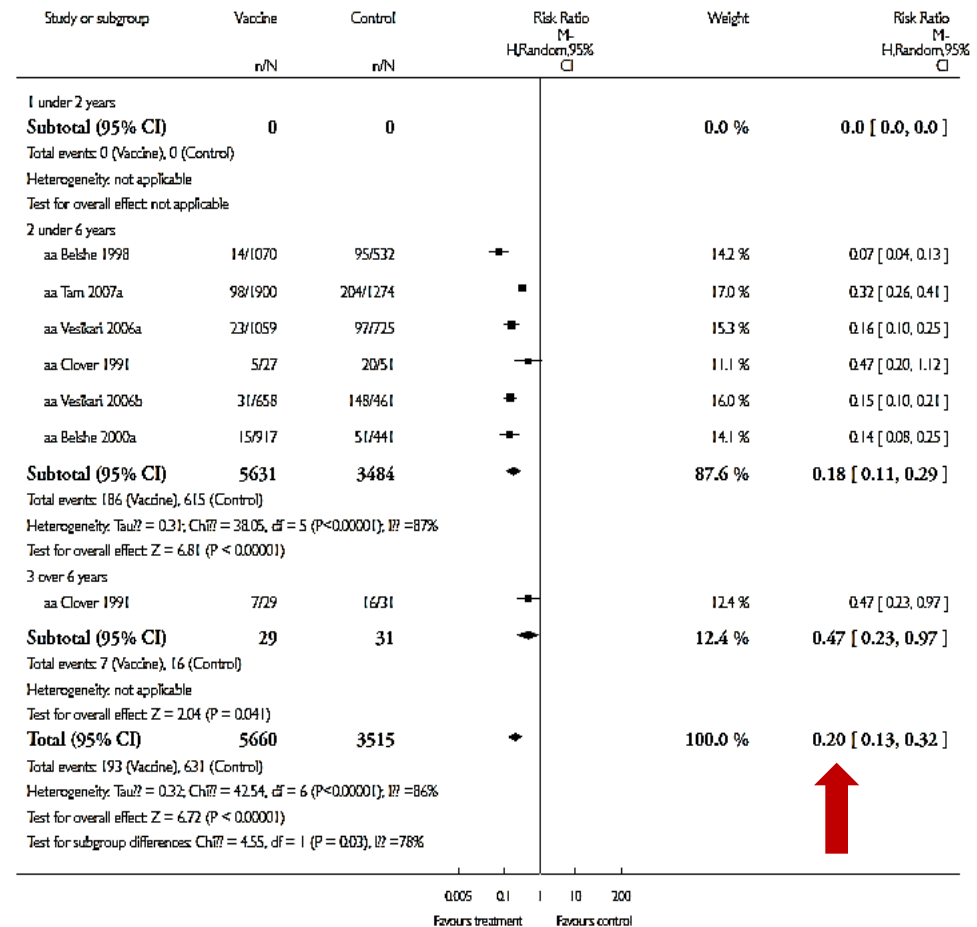 Study or subgroup Vaccine Control Risk Ratio Weight Risk Ratio
M- M-
H,Random,95% H,Random,95%
n/N n/N CI CI
1 under 2 years
Subtotal (95% CI) 0 0 0.0 % 0.0 [ 0.0, 0.0 ]
Total events: 0 (Vaccine), 0 (Control)
Heterogeneity: not applicable
Test for overall effect: not applicable
2 under 6 years
aa Belshe 1998 14/1070 95/532 14.2 % 0.07 [ 0.04, 0.13 ]
aa Tam 2007a 98/1900 204/1274 17.0 % 0.32 [ 0.26, 0.41 ]
aa Vesikari 2006a 23/1059 97/725 15.3 % 0.16 [ 0.10, 0.25 ]
aa Clover 1991 5/27 20/51 11.1 % 0.47 [ 0.20, 1.12 ]
aa Vesikari 2006b 31/658 148/461 16.0 % 0.15 [ 0.10, 0.21 ]
aa Belshe 2000a 15/917 51/441 14.1 % 0.14 [ 0.08, 0.25 ]
Subtotal (95% CI) 5631 3484 87.6 % 0.18 [ 0.11, 0.29 ]
Total events: 186 (Vaccine), 615 (Control)
Heterogeneity: Tau?? = 0.31; Chi?? = 38.05, df = 5 (P<0.00001); I?? =87%
Test for overall effect: Z = 6.81 (P < 0.00001)
3 over 6 years
aa Clover 1991 7/29 16/31 12.4 % 0.47 [ 0.23, 0.97 ]
Subtotal (95% CI) 29 31 12.4 % 0.47 [ 0.23, 0.97 ]
Total events: 7 (Vaccine), 16 (Control)
Heterogeneity: not applicable
Test for overall effect: Z = 2.04 (P = 0.041)
Total (95% CI) 5660 3515 100.0 % 0.20 [ 0.13, 0.32 ]
Total events: 193 (Vaccine), 631 (Control)
Heterogeneity: Tau?? = 0.32; Chi?? = 42.54, df = 6 (P<0.00001); I?? =86%
Test for overall effect: Z = 6.72 (P < 0.00001)
Test for subgroup differences: Chi?? = 4.55, df = 1 (P = 0.03), I?? =78%
0.005 0.1 1 10 200
Favours treatment Favours control